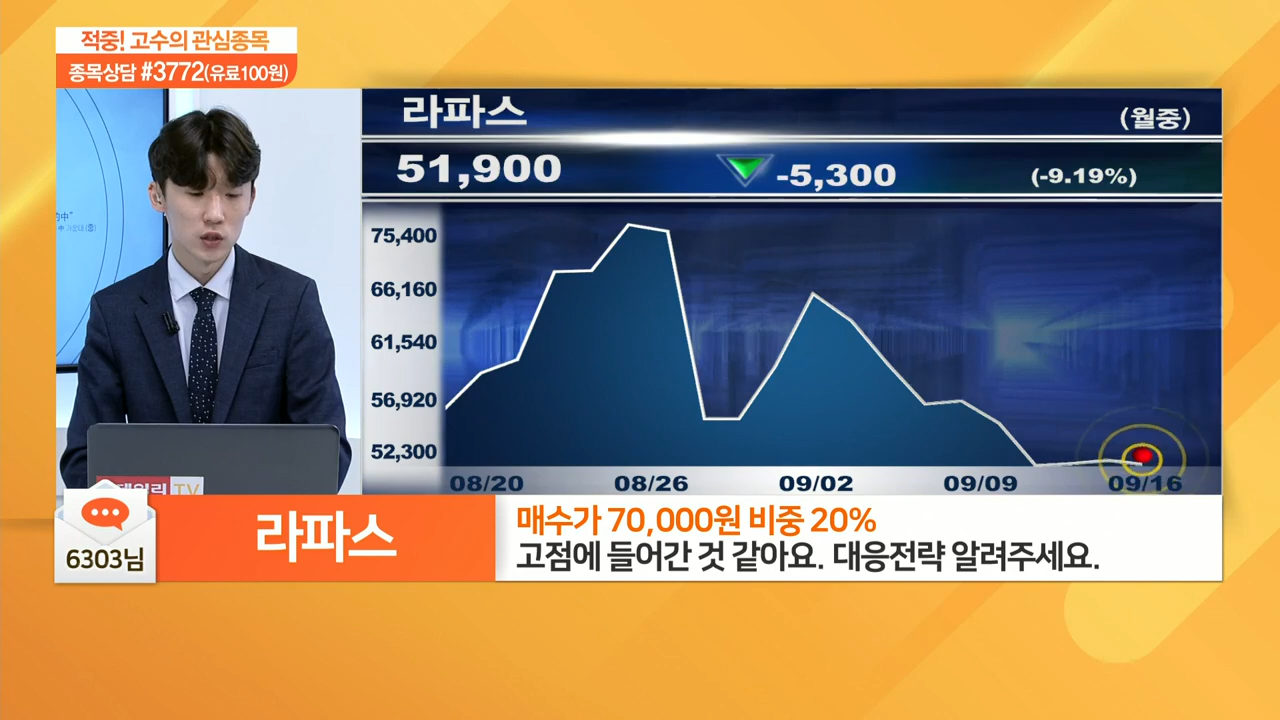 적중! 고수의 관심종목
종목상담 #3772(유료100원)
라파스
(월중)
51,900
-5,300
(-9.19%)
75,400
66,160
61,540
56,920
52,300
08/20
08/26
09/02
09/09
09/16
TV
6303님
라파스
매수가 70,000원 비중 20%
고점에 들어간 것 같아요. 대응전략 알려주세요.